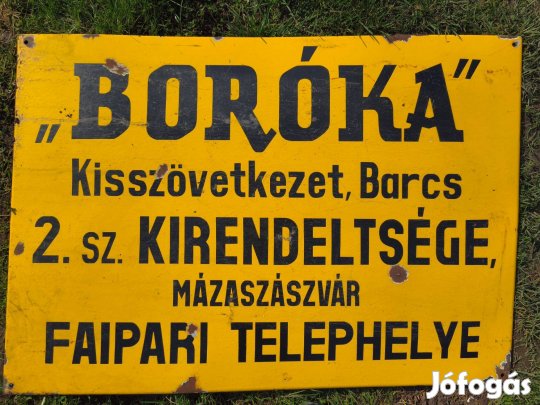 „BORÓKA”
Kisszövetkezet, Barcs
2. SZ. KIRENDELTSÉGE,
MÁZASZÁSZVÁR
FAIPARI TELEPHELYE
Jófogás